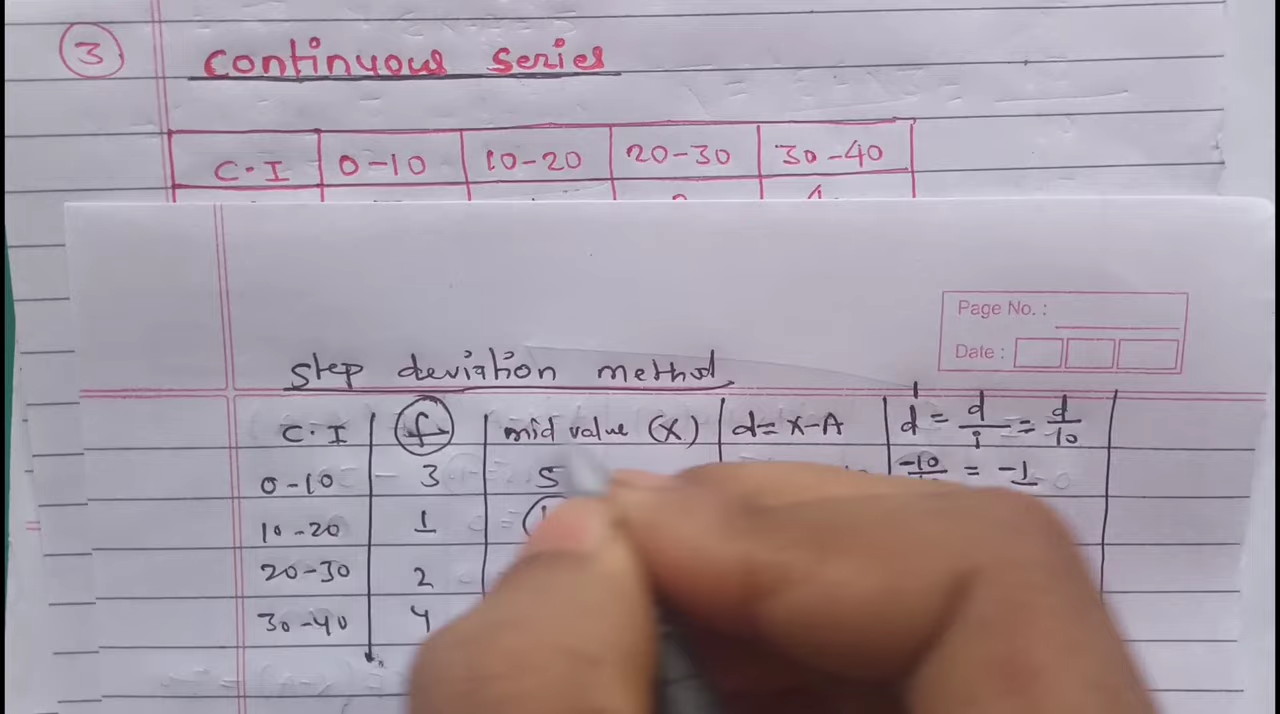 3 Continuous series
C.I 0-10 10-20 20-30 30-40
Page No. :
Date :
Step deviation method
C.I f mid value (X) d=X-A d' = d/i = d/10
0-10 3 5 -10 = -1
10-20 1
20-30 2
30-40 4